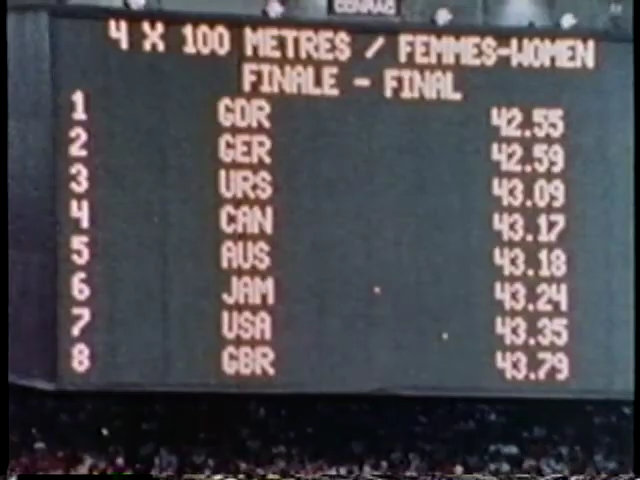 CONRAC
4 X 100 METRES / FEMMES-WOMEN
FINALE - FINAL
1 GDR 42.55
2 GER 42.59
3 URS 43.09
4 CAN 43.17
5 AUS 43.18
6 JAM 43.24
7 USA 43.35
8 GBR 43.79